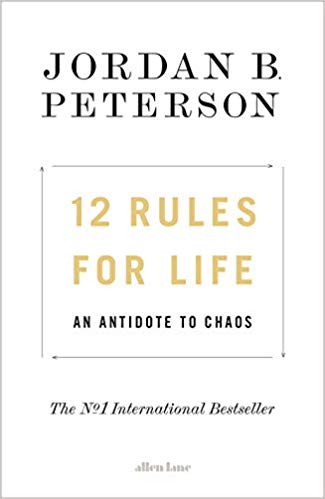 JORDAN B.
PETERSON
12 RULES
FOR LIFE
AN ANTIDOTE TO CHAOS
The Nº1 International Bestseller
allen lane